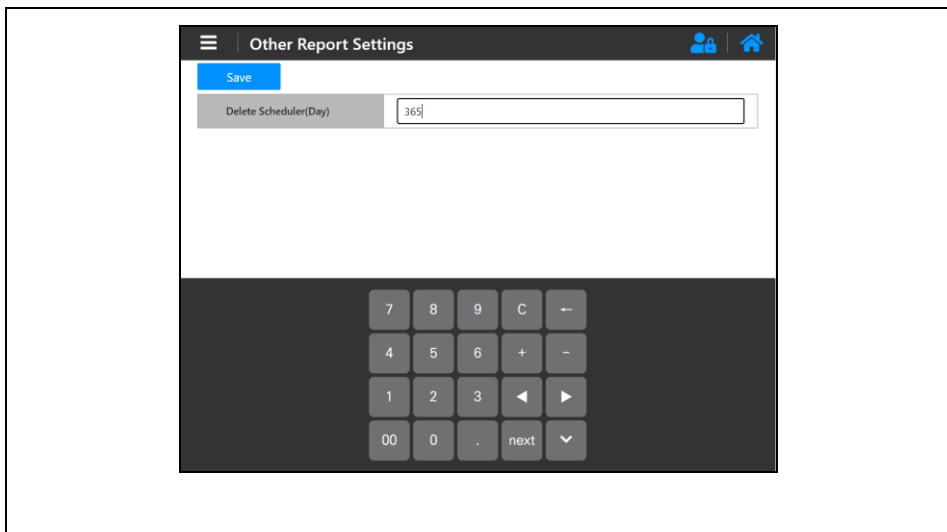 Other Report Settings
Save
Delete Scheduler(Day) 365
7 8 9 C ←
4 5 6 + -
1 2 3 ◀ ▶
00 0 . next